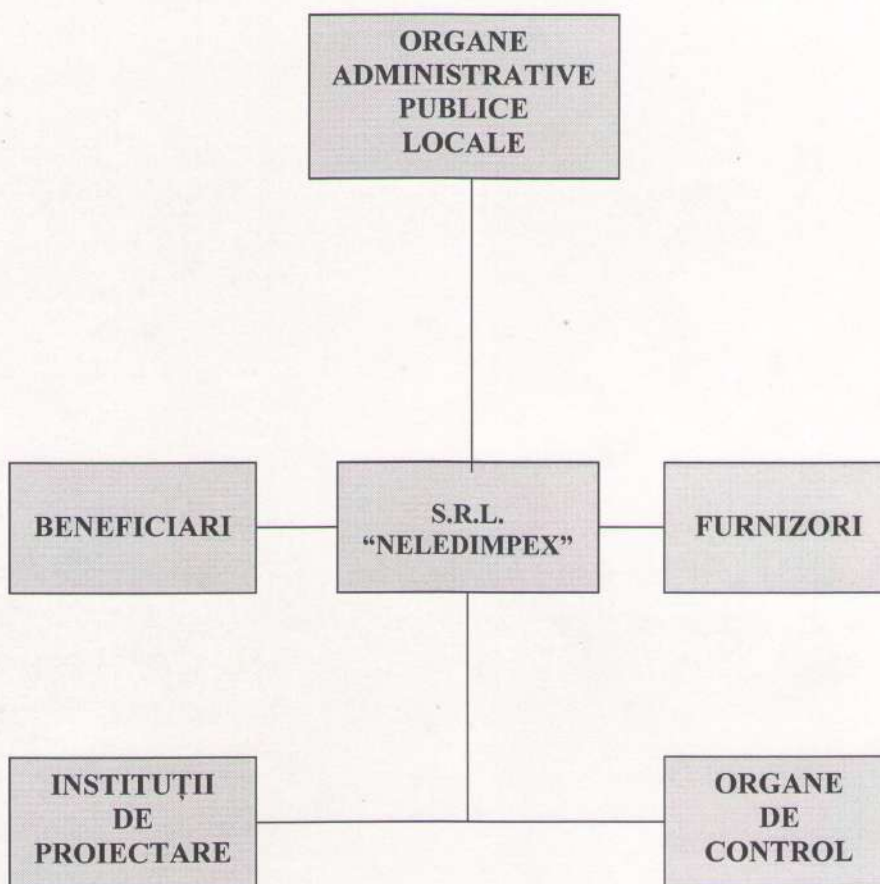 ORGANE
ADMINISTRATIVE
PUBLICE
LOCALE
BENEFICIARI
S.R.L.
“NELEDIMPEX”
FURNIZORI
INSTITUȚII
DE
PROIECTARE
ORGANE
DE
CONTROL